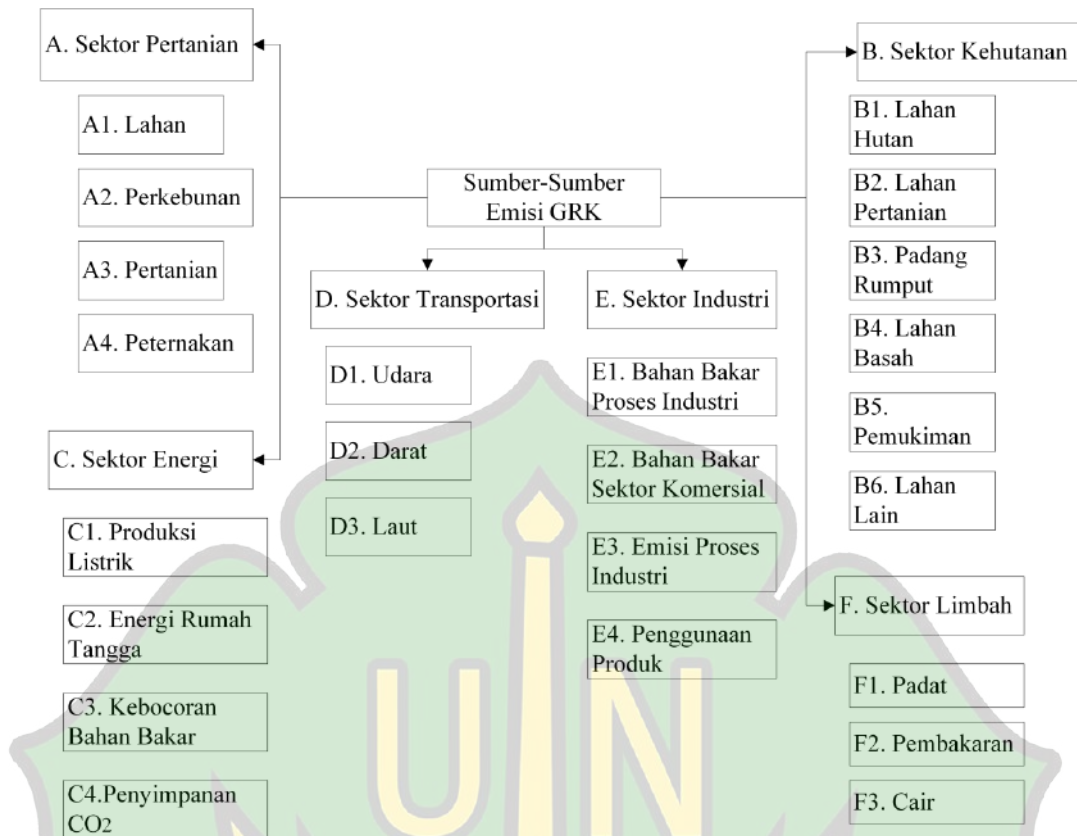 A. Sektor Pertanian
A1. Lahan
A2. Perkebunan
A3. Pertanian
A4. Peternakan
C. Sektor Energi
C1. Produksi
Listrik
C2. Energi Rumah
Tangga
C3. Kebocoran
Bahan Bakar
C4.Penyimpanan
CO2
Sumber-Sumber
Emisi GRK
D. Sektor Transportasi
D1. Udara
D2. Darat
D3. Laut
E. Sektor Industri
E1. Bahan Bakar
Proses Industri
E2. Bahan Bakar
Sektor Komersial
E3. Emisi Proses
Industri
E4. Penggunaan
Produk
B. Sektor Kehutanan
B1. Lahan
Hutan
B2. Lahan
Pertanian
B3. Padang
Rumput
B4. Lahan
Basah
B5.
Pemukiman
B6. Lahan
Lain
F. Sektor Limbah
F1. Padat
F2. Pembakaran
F3. Cair
UIN